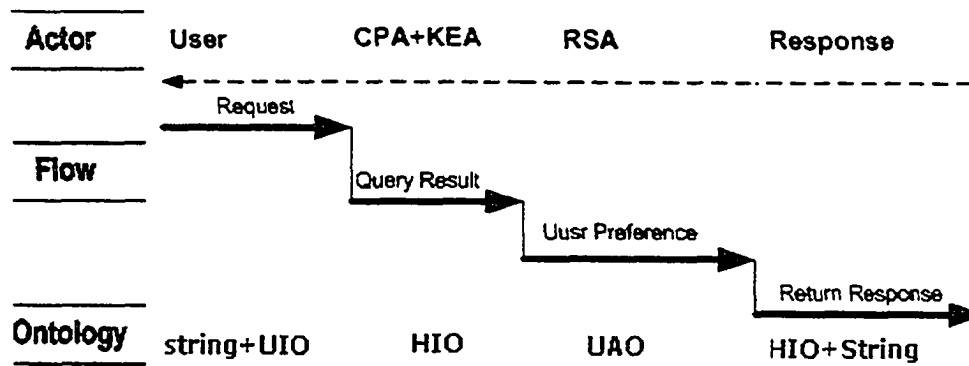 Actor User CPA+KEA RSA Response
Request
Flow
Query Result
Uusr Preference
Return Response
Ontology string+UIO HIO UAO HIO+String